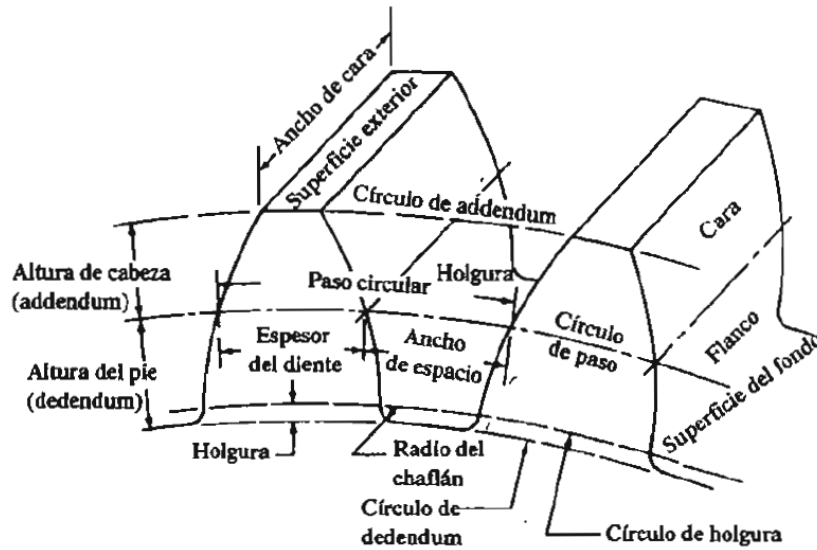 Ancho de cara
Superficie exterior
Círculo de addendum
Cara
Altura de cabeza
(addendum)
Paso circular
Holgura
Espesor
del diente
Ancho
de espacio
Círculo
de paso
Flanco
Altura del pie
(dedendum)
Superficie del fondo
Holgura
Radio del
chaflán
Círculo de
dedendum
Círculo de holgura